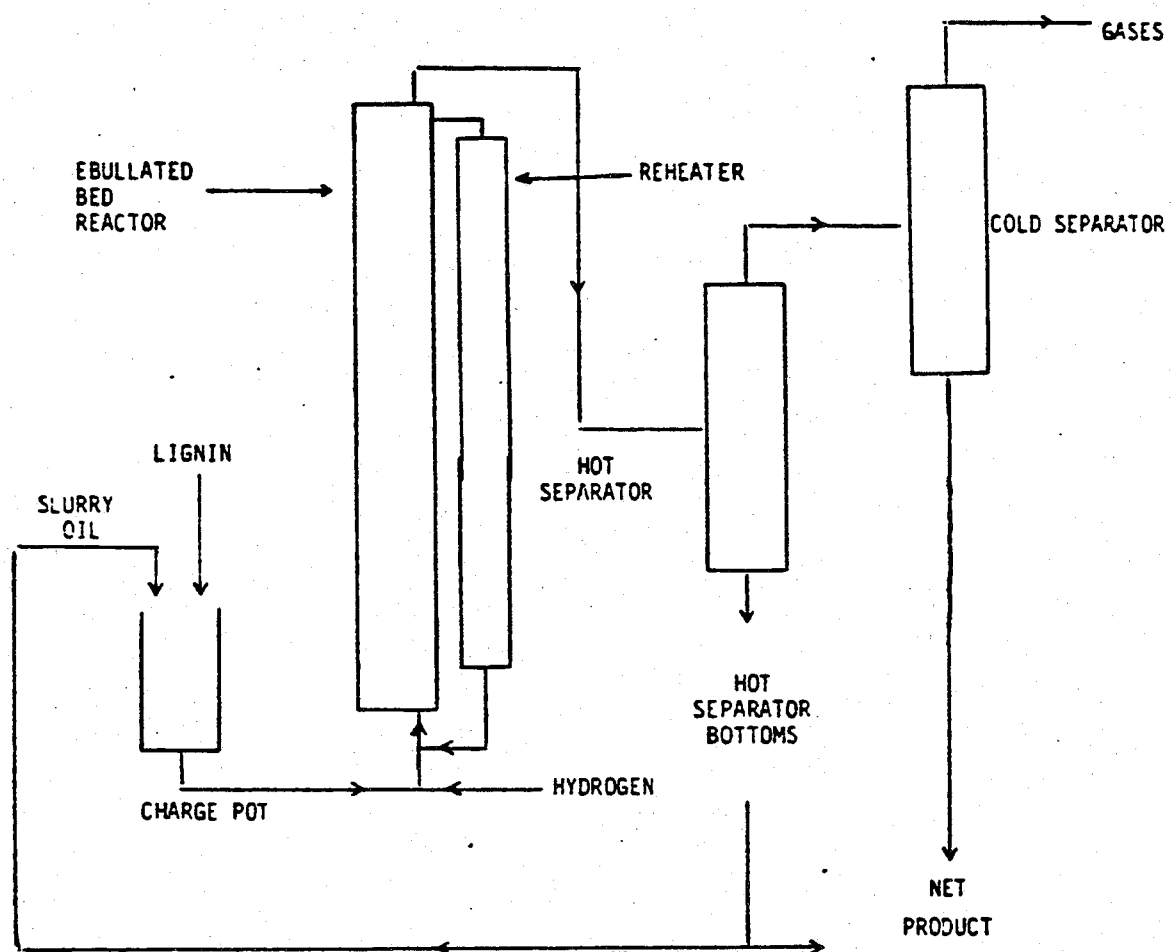 GASES
EBULLATED
BED
REACTOR
REHEATER
COLD SEPARATOR
LIGNIN
HOT
SEPARATOR
SLURRY
OIL
HOT
SEPARATOR
BOTTOMS
HYDROGEN
CHARGE POT
NET
PRODUCT